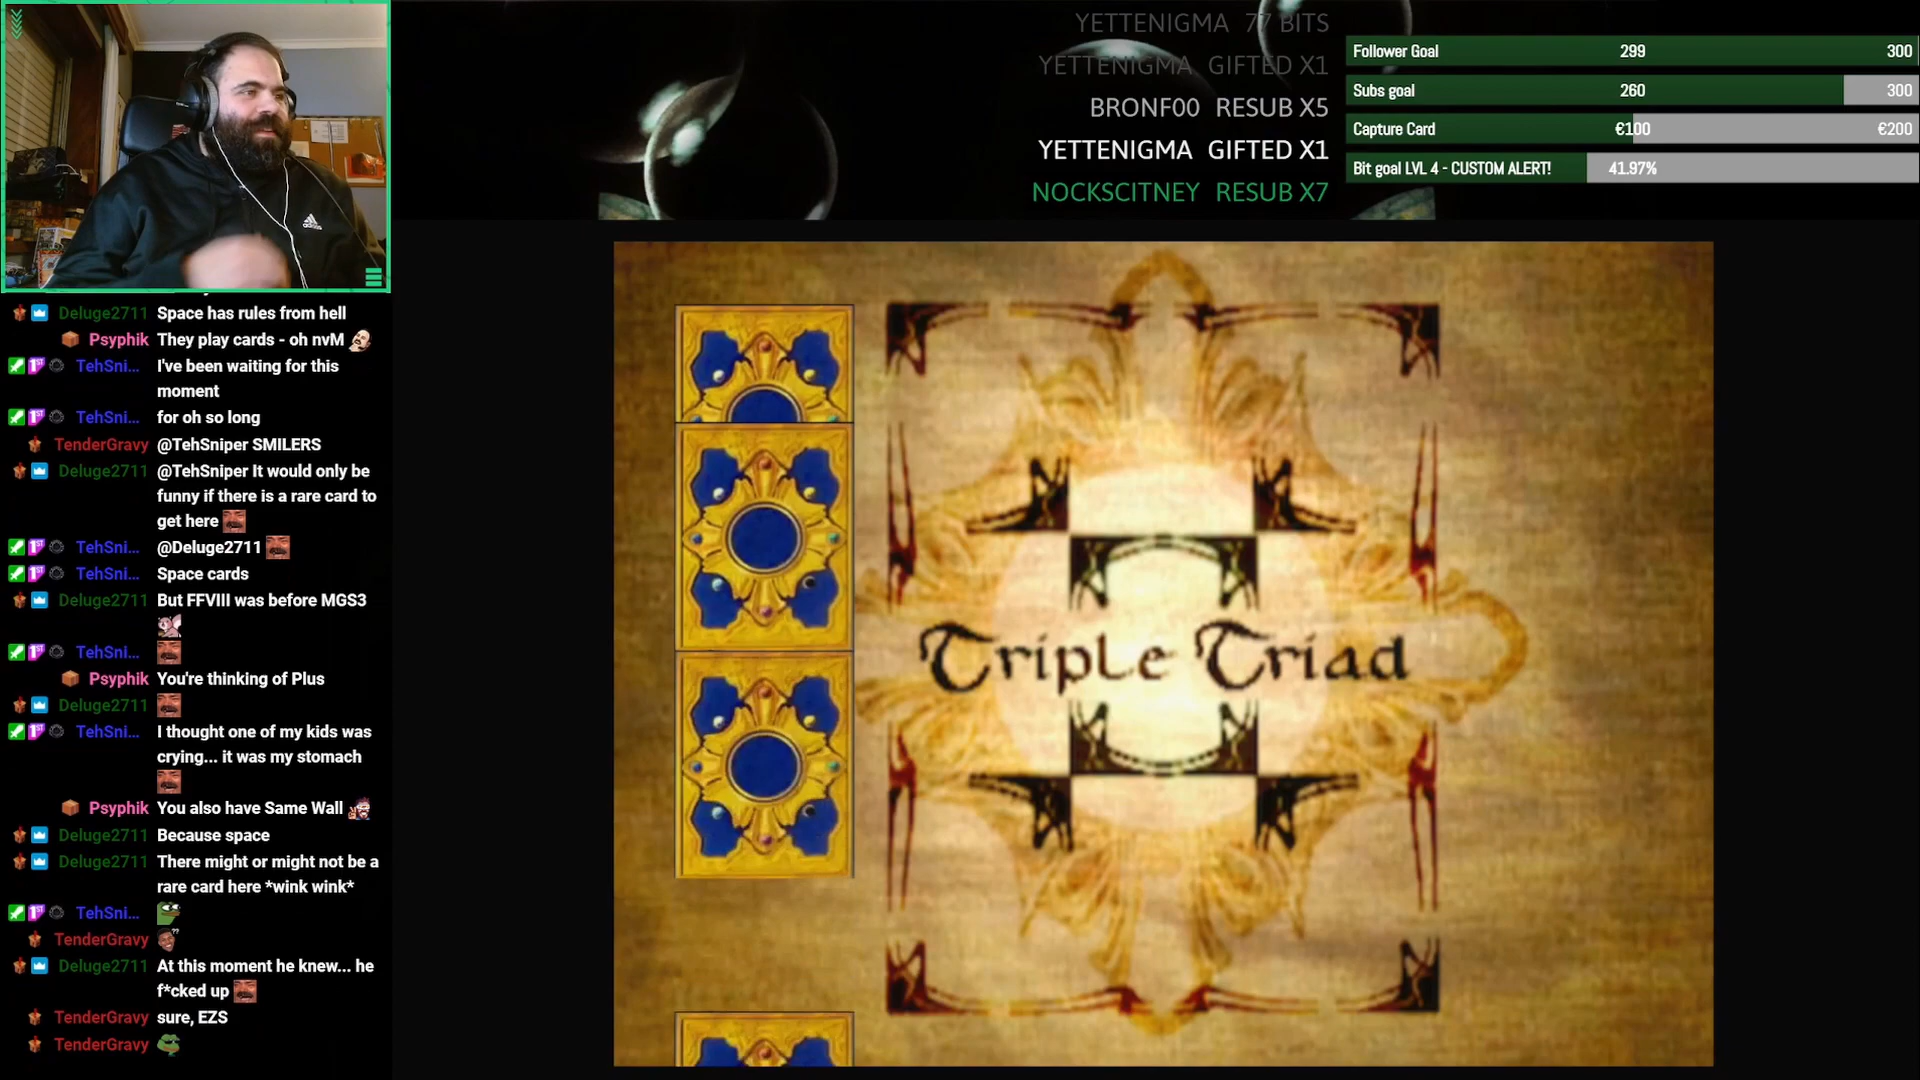 YETTENIGMA 77 BITS
YETTENIGMA GIFTED X1
BRONF00 RESUB X5
YETTENIGMA GIFTED X1
NOCKSCITNEY RESUB X7
Follower Goal 299 300
Subs goal 260 300
Capture Card €100 €200
Bit goal LVL 4 - CUSTOM ALERT! 41.97%
adidas
Deluge2711 Space has rules from hell
Psyphik They play cards - oh nvM
TehSni... I've been waiting for this
moment
TehSni... for oh so long
TenderGravy @TehSniper SMILERS
Deluge2711 @TehSniper It would only be
funny if there is a rare card to
get here
TehSni... @Deluge2711
TehSni... Space cards
Deluge2711 But FFVIII was before MGS3
TehSni...
Psyphik You're thinking of Plus
Deluge2711
TehSni... I thought one of my kids was
crying... it was my stomach
Psyphik You also have Same Wall
Deluge2711 Because space
Deluge2711 There might or might not be a
rare card here *wink wink*
TehSni...
TenderGravy
Deluge2711 At this moment he knew... he
f*cked up
TenderGravy sure, EZS
TenderGravy
Triple Triad